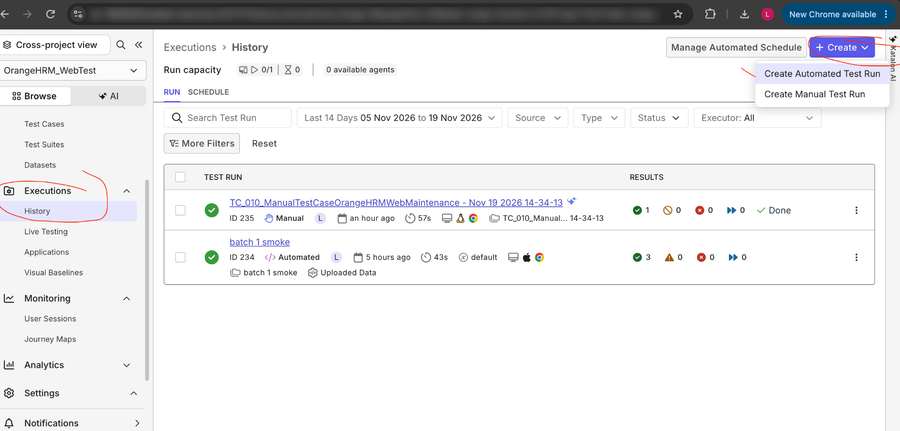 L
New Chrome available
Cross-project view
OrangeHRM_WebTest
Browse
AI
Test Cases
Test Suites
Datasets
Executions
History
Live Testing
Applications
Visual Baselines
Monitoring
User Sessions
Journey Maps
Analytics
Settings
Notifications
Executions > History
Manage Automated Schedule
+ Create
Create Automated Test Run
Create Manual Test Run
Katalon AI
Run capacity 0/1 0 0 available agents
RUN SCHEDULE
Search Test Run Last 14 Days 05 Nov 2026 to 19 Nov 2026 Source Type Status Executor: All
More Filters Reset
TEST RUN RESULTS
TC_010_ManualTestCaseOrangeHRMWebMaintenance - Nov 19 2026 14-34-13
ID 235 Manual L an hour ago 57s TC_010_Manual... 14-34-13
1 0 0 0 Done
batch 1 smoke
ID 234 Automated L 5 hours ago 43s default
3 0 0 0
batch 1 smoke Uploaded Data